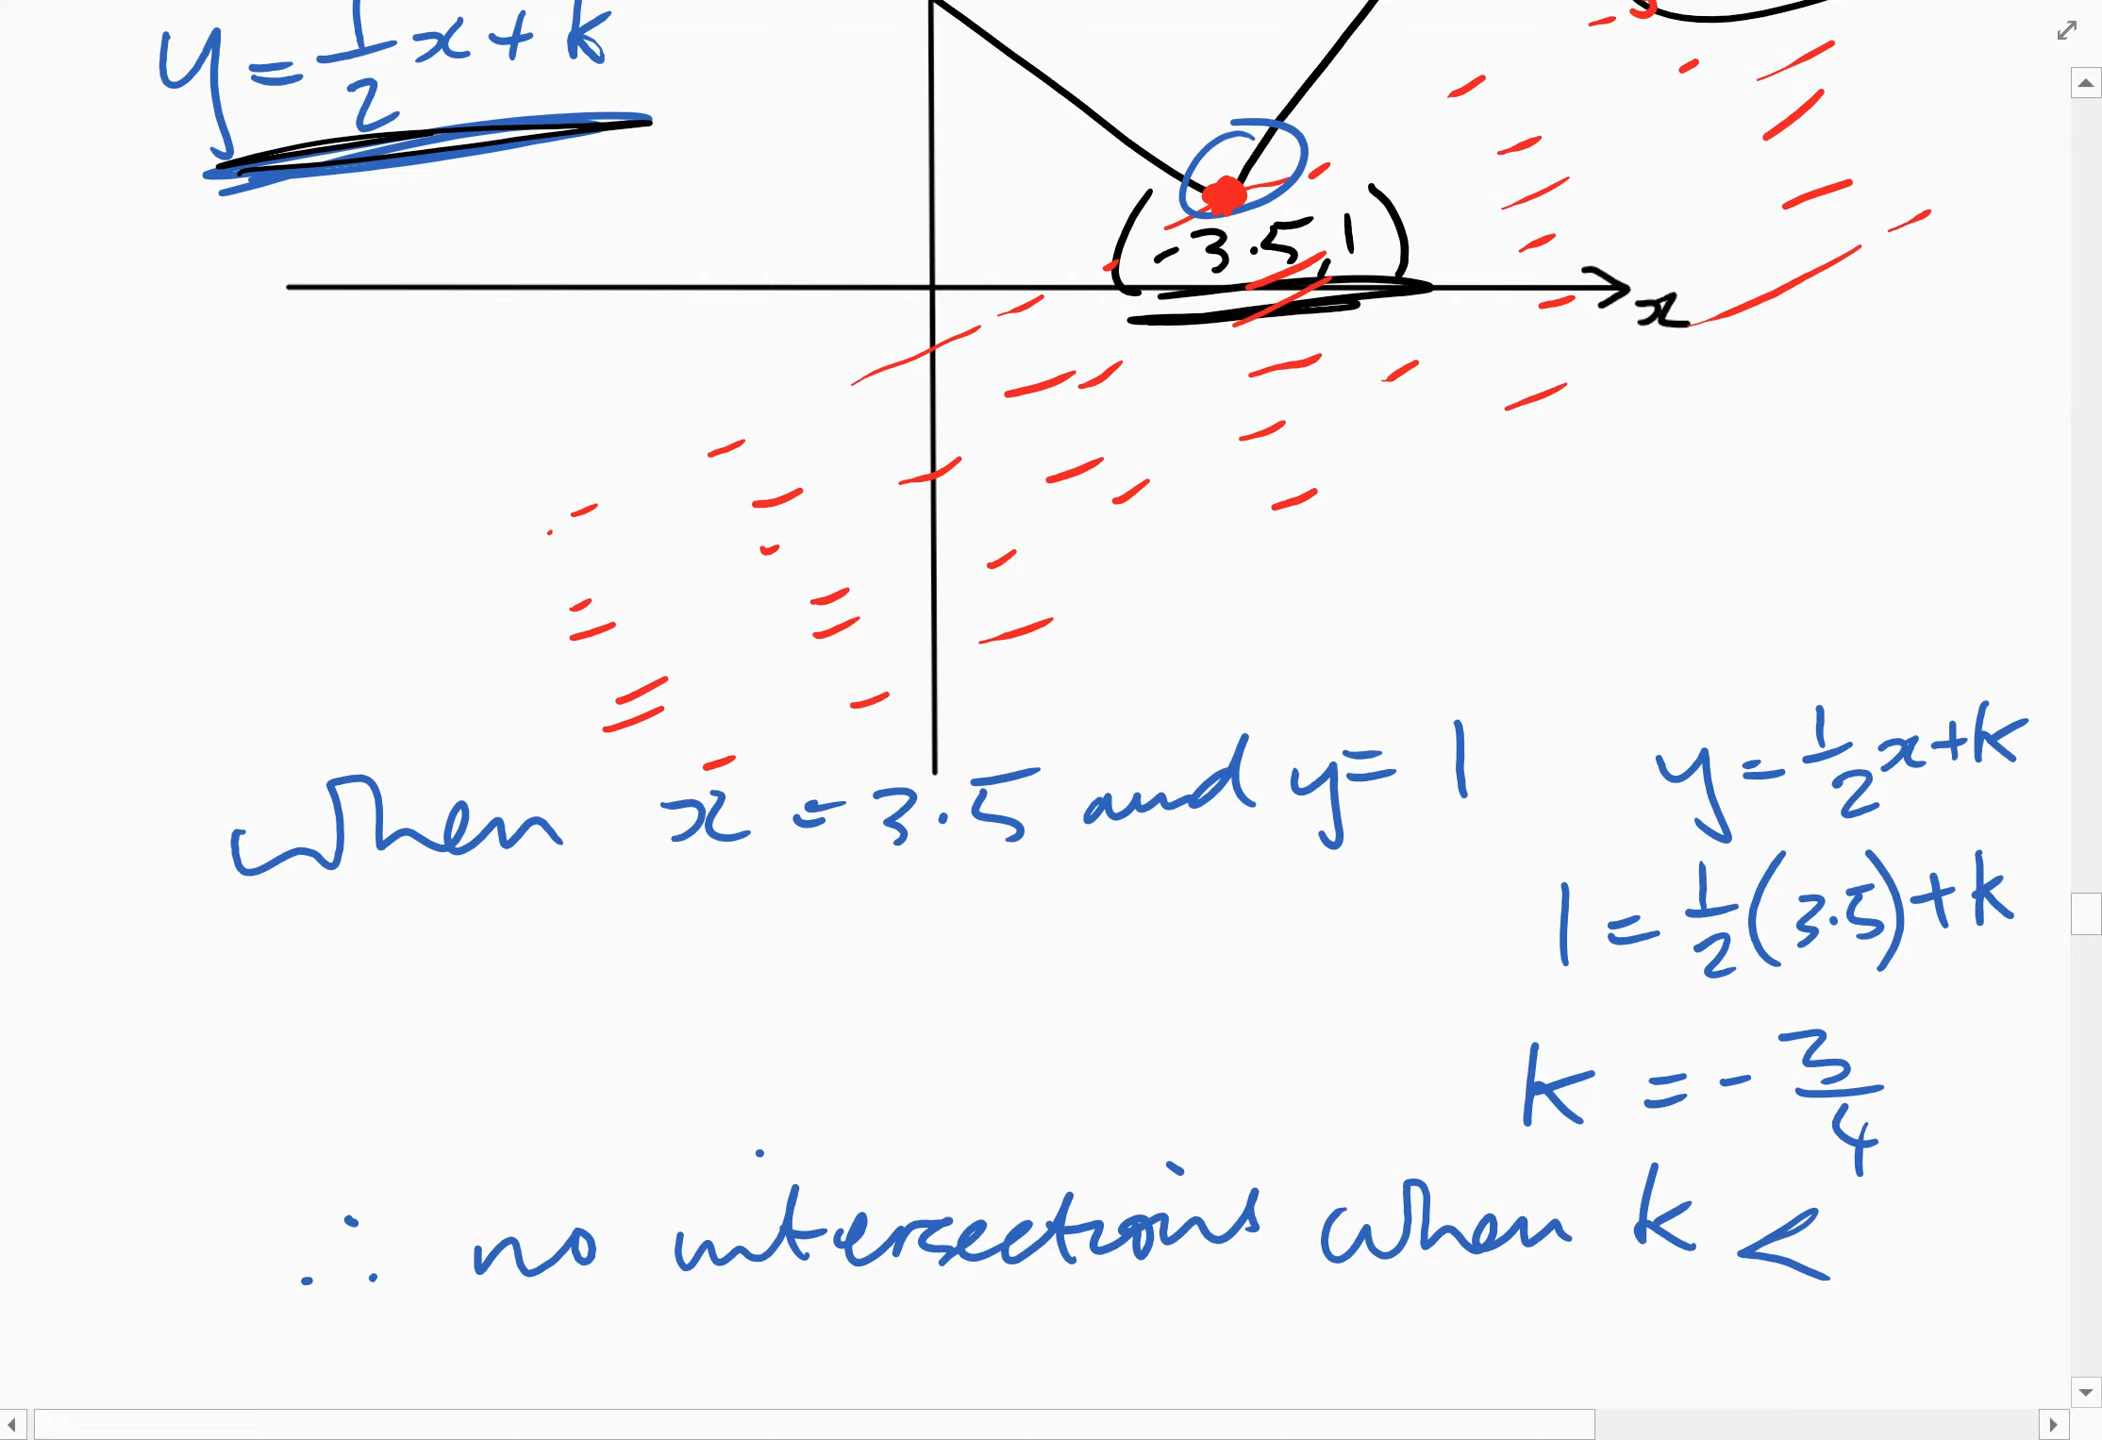 y = 1/2 x + k
(-3.5, 1)
x
When x = 3.5 and y = 1
y = 1/2 x + k
1 = 1/2 (3.5) + k
k = - 3/4
∴ no intersections when k <